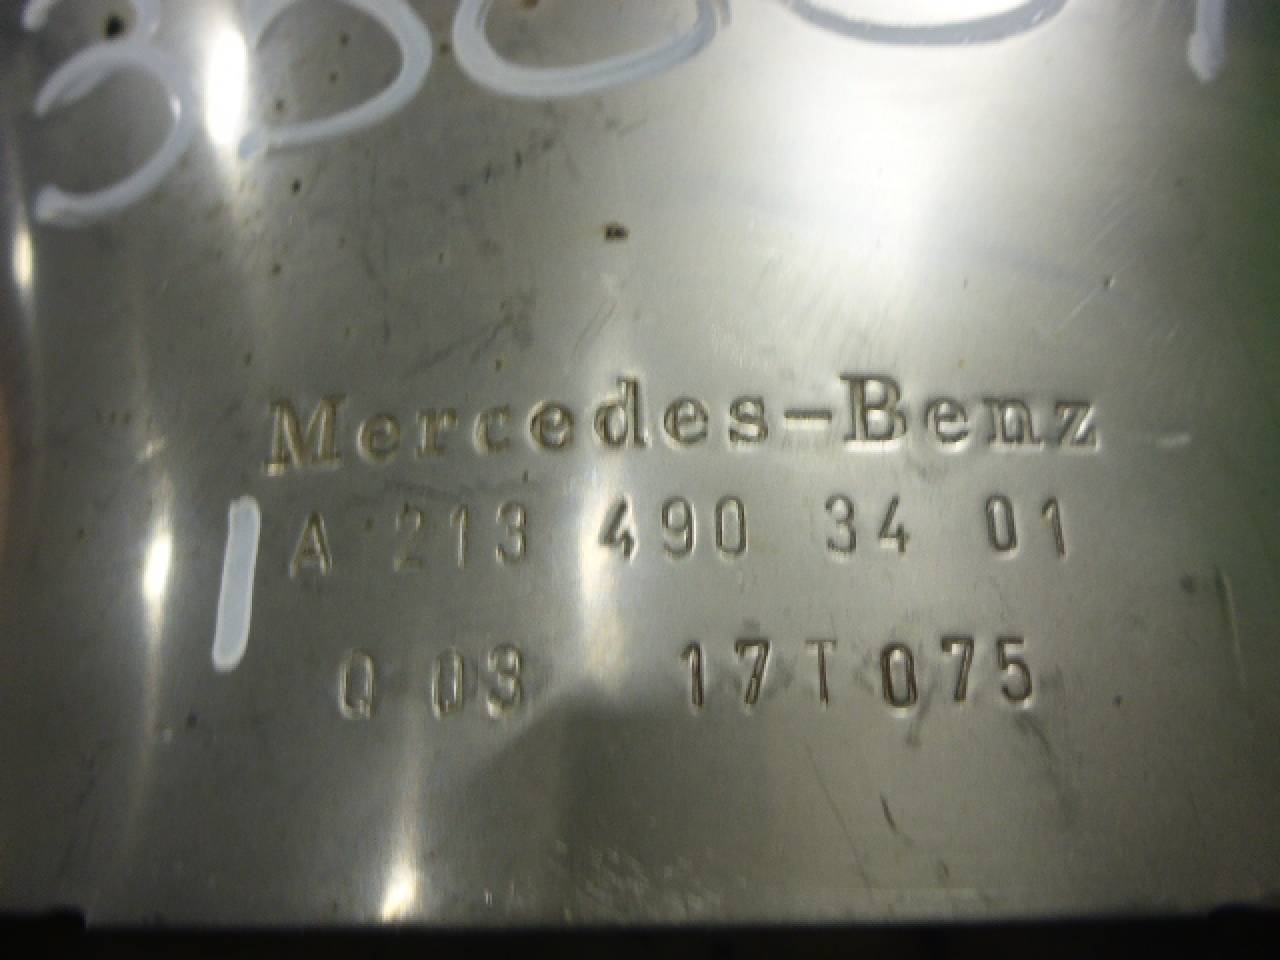 Mercedes-Benz
A 213 490 34 01
Q 03 17T075